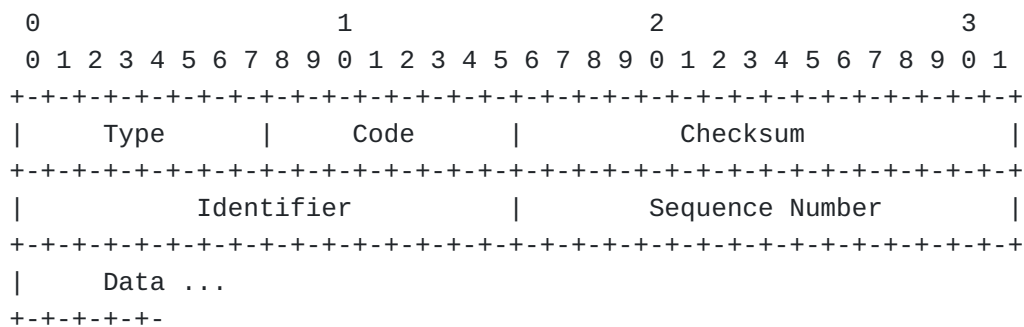 0                   1                   2                   3
 0 1 2 3 4 5 6 7 8 9 0 1 2 3 4 5 6 7 8 9 0 1 2 3 4 5 6 7 8 9 0 1
+-+-+-+-+-+-+-+-+-+-+-+-+-+-+-+-+-+-+-+-+-+-+-+-+-+-+-+-+-+-+-+-+
|     Type      |     Code      |          Checksum             |
+-+-+-+-+-+-+-+-+-+-+-+-+-+-+-+-+-+-+-+-+-+-+-+-+-+-+-+-+-+-+-+-+
|           Identifier          |        Sequence Number        |
+-+-+-+-+-+-+-+-+-+-+-+-+-+-+-+-+-+-+-+-+-+-+-+-+-+-+-+-+-+-+-+-+
|     Data ...
+-+-+-+-+-